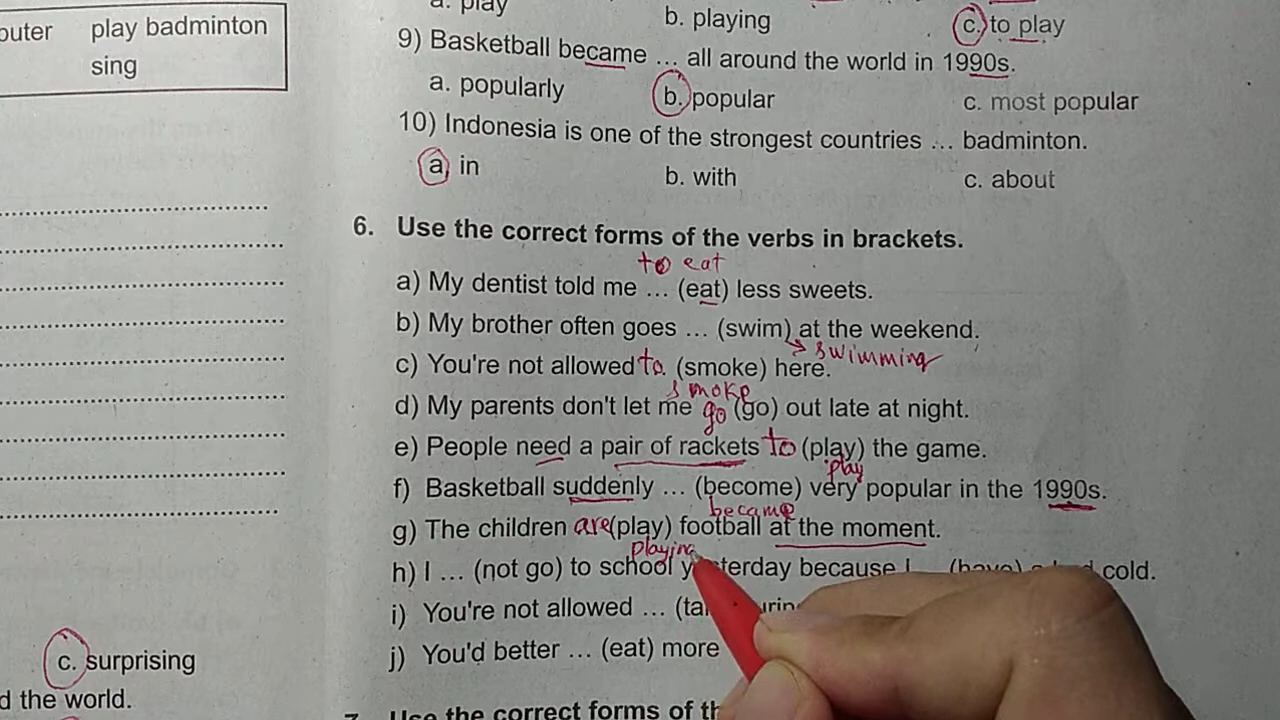 a. play b. playing c. to play
outer play badminton
sing
9) Basketball became ... all around the world in 1990s.
a. popularly b. popular c. most popular
10) Indonesia is one of the strongest countries ... badminton.
a. in b. with c. about
6. Use the correct forms of the verbs in brackets.
to eat
a) My dentist told me ... (eat) less sweets.
b) My brother often goes ... (swim) at the weekend.
swimming
c) You're not allowed to (smoke) here.
smoke
d) My parents don't let me go (go) out late at night.
e) People need a pair of rackets to (play) the game.
play
f) Basketball suddenly ... (become) very popular in the 1990s.
became
g) The children are (play) football at the moment.
playing
h) I ... (not go) to school yesterday because I ... (have) a cold.
i) You're not allowed ...
j) You'd better ... (eat) more
c. surprising
d the world.
7. Use the correct forms of